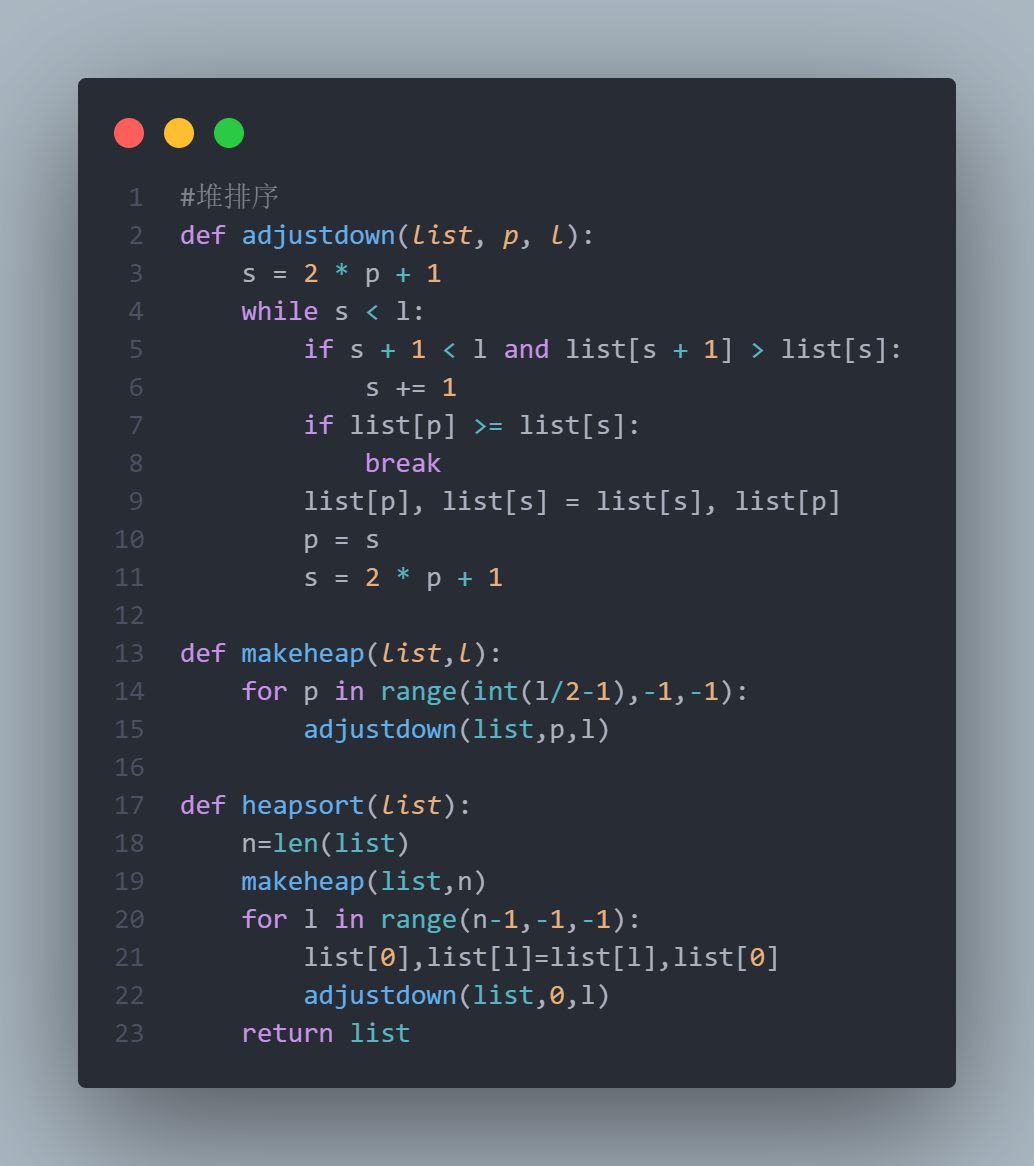 1 #堆排序
2 def adjustdown(list, p, l):
3     s = 2 * p + 1
4     while s < l:
5         if s + 1 < l and list[s + 1] > list[s]:
6             s += 1
7         if list[p] >= list[s]:
8             break
9         list[p], list[s] = list[s], list[p]
10         p = s
11         s = 2 * p + 1
12
13 def makeheap(list,l):
14     for p in range(int(l/2-1),-1,-1):
15         adjustdown(list,p,l)
16
17 def heapsort(list):
18     n=len(list)
19     makeheap(list,n)
20     for l in range(n-1,-1,-1):
21         list[0],list[l]=list[l],list[0]
22         adjustdown(list,0,l)
23     return list